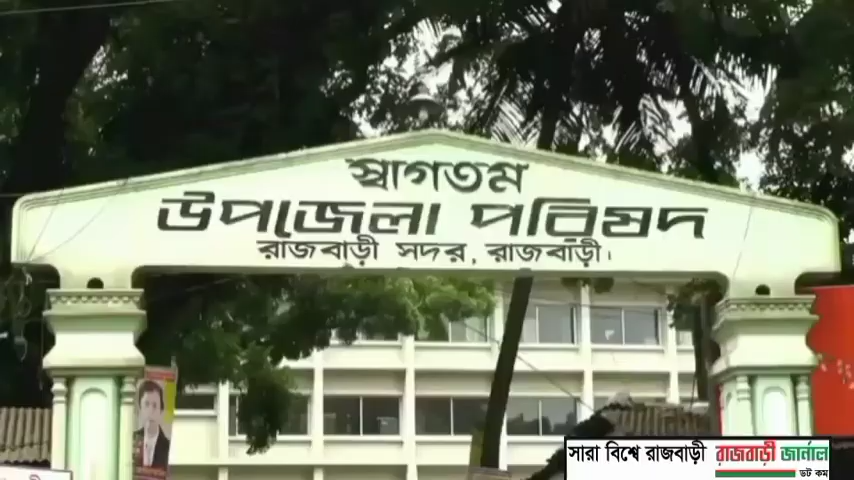 স্বাগতম
উপজেলা পরিষদ
রাজবাড়ী সদর, রাজবাড়ী।
সারা বিশ্বে রাজবাড়ী রাজবাড়ী জার্নাল
ডট কম